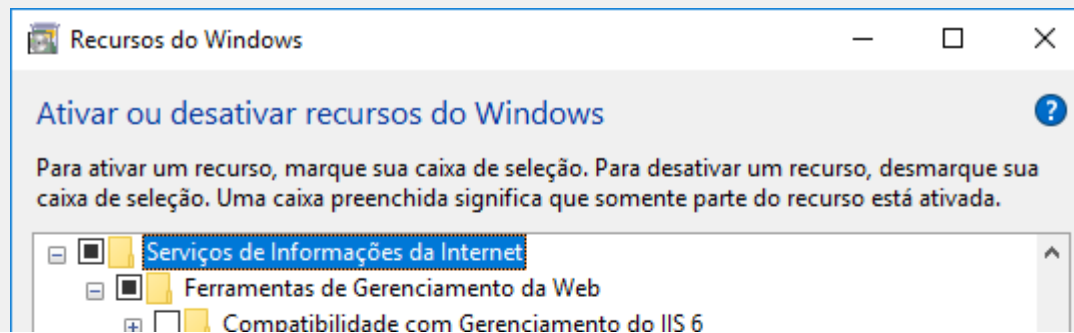 Recursos do Windows
Ativar ou desativar recursos do Windows
?
Para ativar um recurso, marque sua caixa de seleção. Para desativar um recurso, desmarque sua
caixa de seleção. Uma caixa preenchida significa que somente parte do recurso está ativada.
Serviços de Informações da Internet
Ferramentas de Gerenciamento da Web
Compatibilidade com Gerenciamento do IIS 6